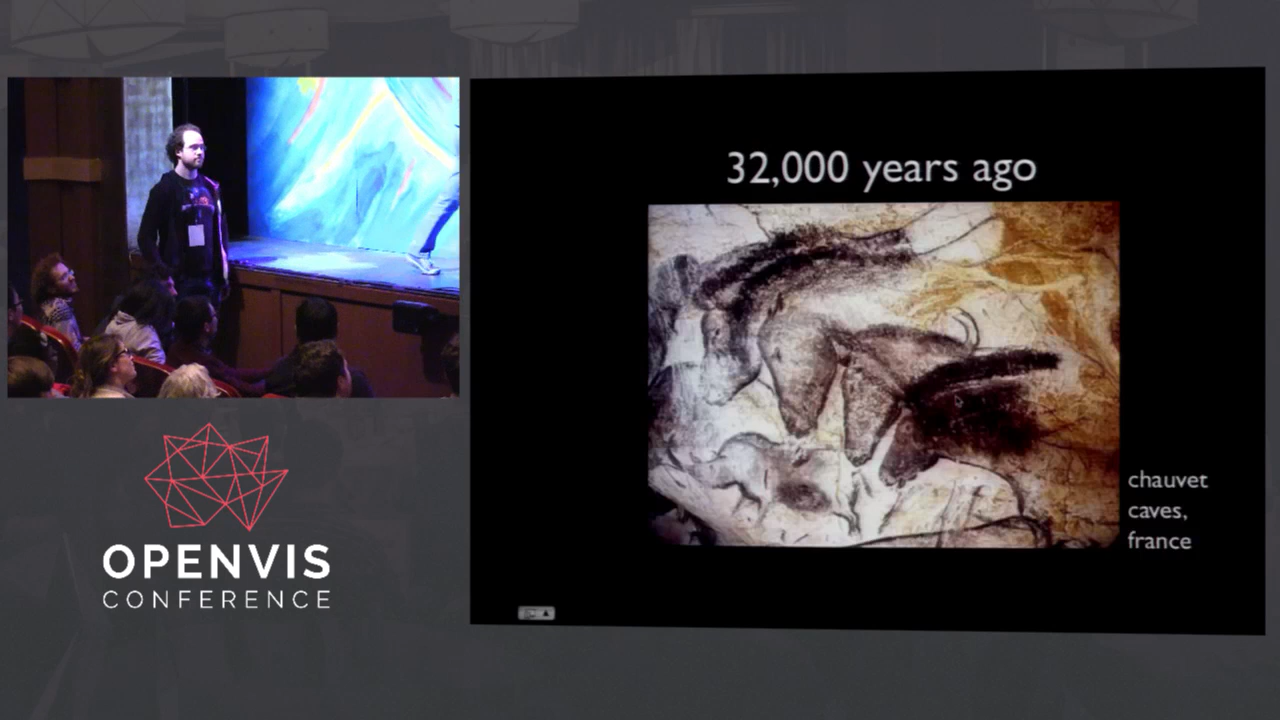 32,000 years ago
chauvet
caves,
france
OPENVIS
CONFERENCE